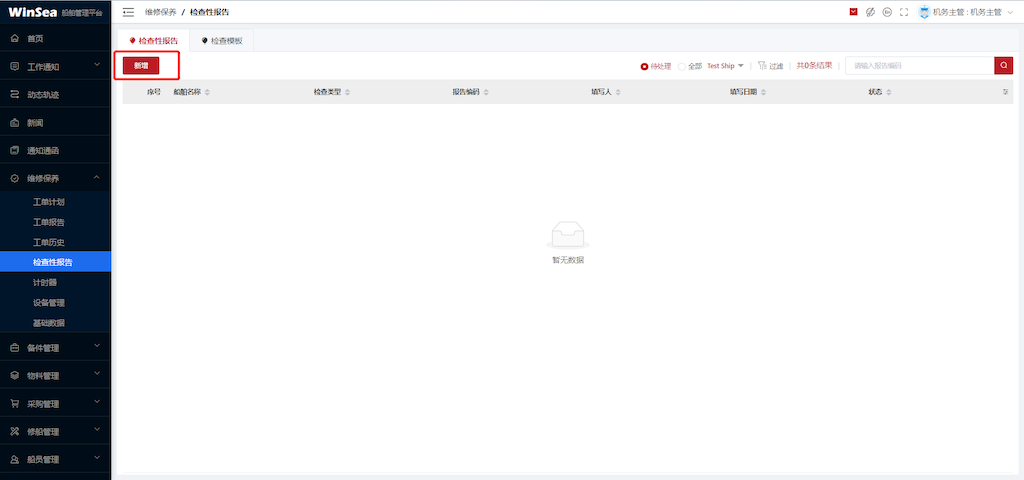 WinSea 船舶管理平台
维修保养 / 检查性报告
En
机务主管 : 机务主管
首页
工作通知
动态轨迹
新闻
通知通函
维修保养
工单计划
工单报告
工单历史
检查性报告
计时器
设备管理
基础数据
备件管理
物料管理
采购管理
修船管理
船员管理
检查性报告
检查模板
新增
待处理
全部
Test Ship
过滤
共0条结果
请输入报告编码
序号 船舶名称 检查类型 报告编码 填写人 填写日期 状态
暂无数据